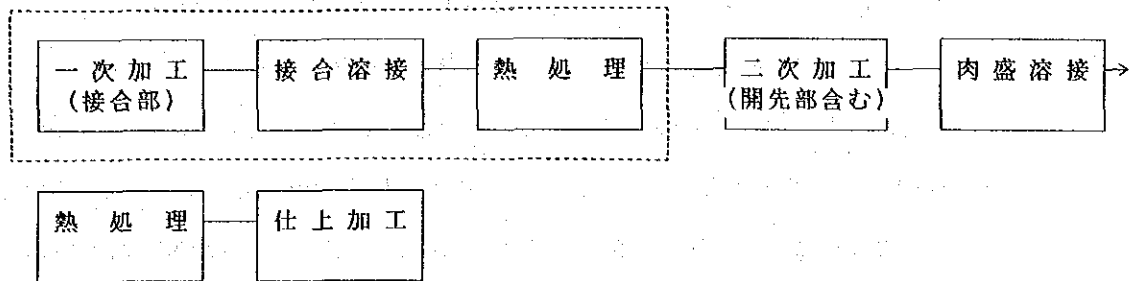 一次加工
(接合部)
接合溶接
熱処理
二次加工
(開先部含む)
肉盛溶接
熱処理
仕上加工